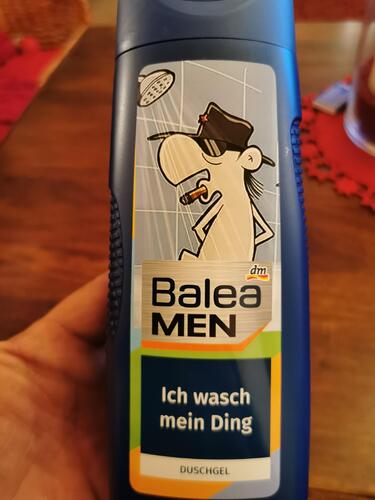 dm
Balea
MEN
Ich wasch
mein Ding
DUSCHGEL